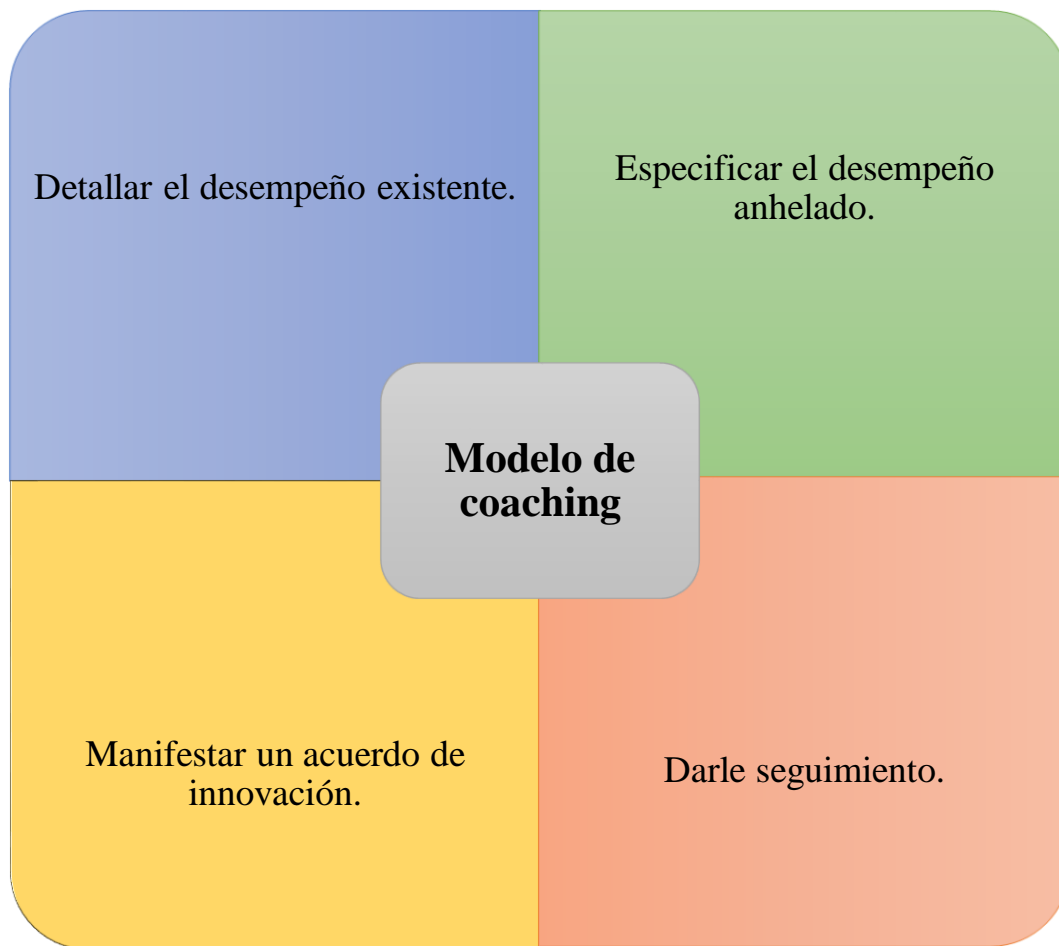 Detallar el desempeño existente.
Especificar el desempeño
anhelado.
Modelo de
coaching
Manifestar un acuerdo de
innovación.
Darle seguimiento.